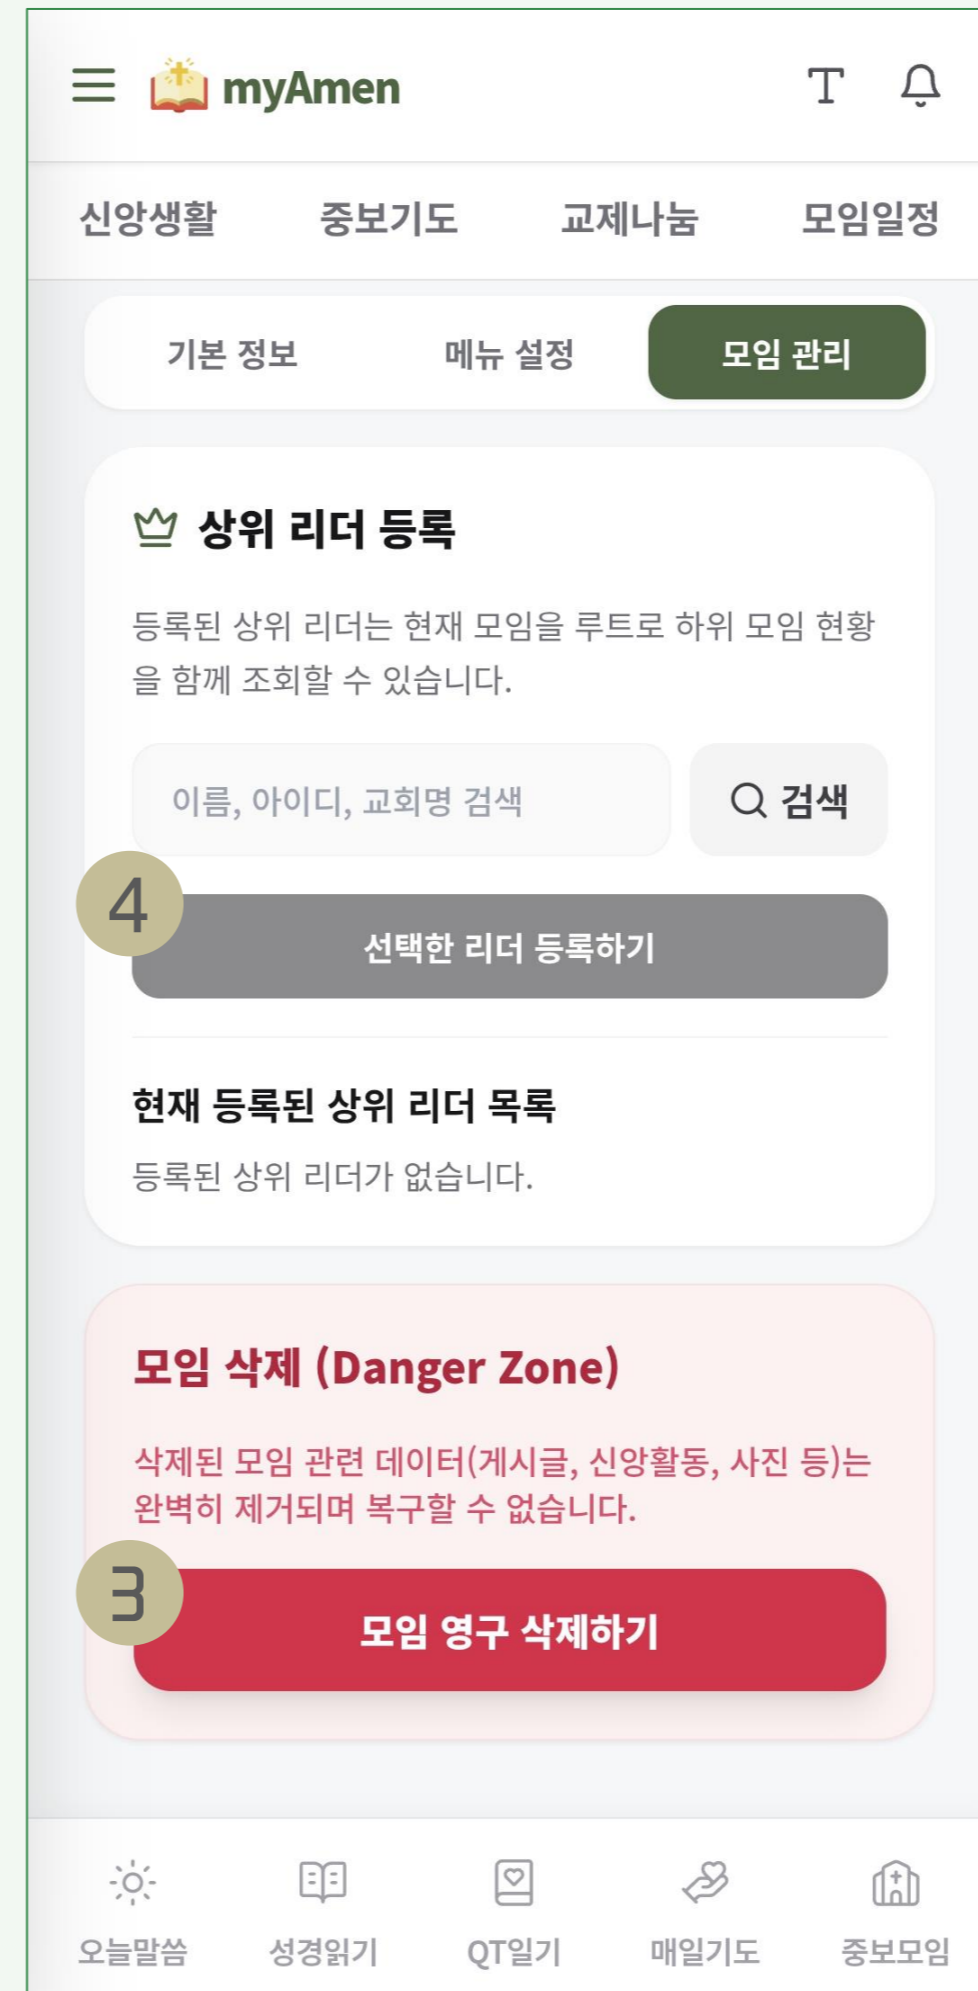 myAmen
T
신앙생활 중보기도 교제나눔 모임일정
기본 정보 메뉴 설정 모임 관리
상위 리더 등록
등록된 상위 리더는 현재 모임을 루트로 하위 모임 현황
을 함께 조회할 수 있습니다.
이름, 아이디, 교회명 검색 검색
4
선택한 리더 등록하기
현재 등록된 상위 리더 목록
등록된 상위 리더가 없습니다.
모임 삭제 (Danger Zone)
삭제된 모임 관련 데이터(게시글, 신앙활동, 사진 등)는
완벽히 제거되며 복구할 수 없습니다.
3
모임 영구 삭제하기
오늘말씀 성경읽기 QT일기 매일기도 중보모임